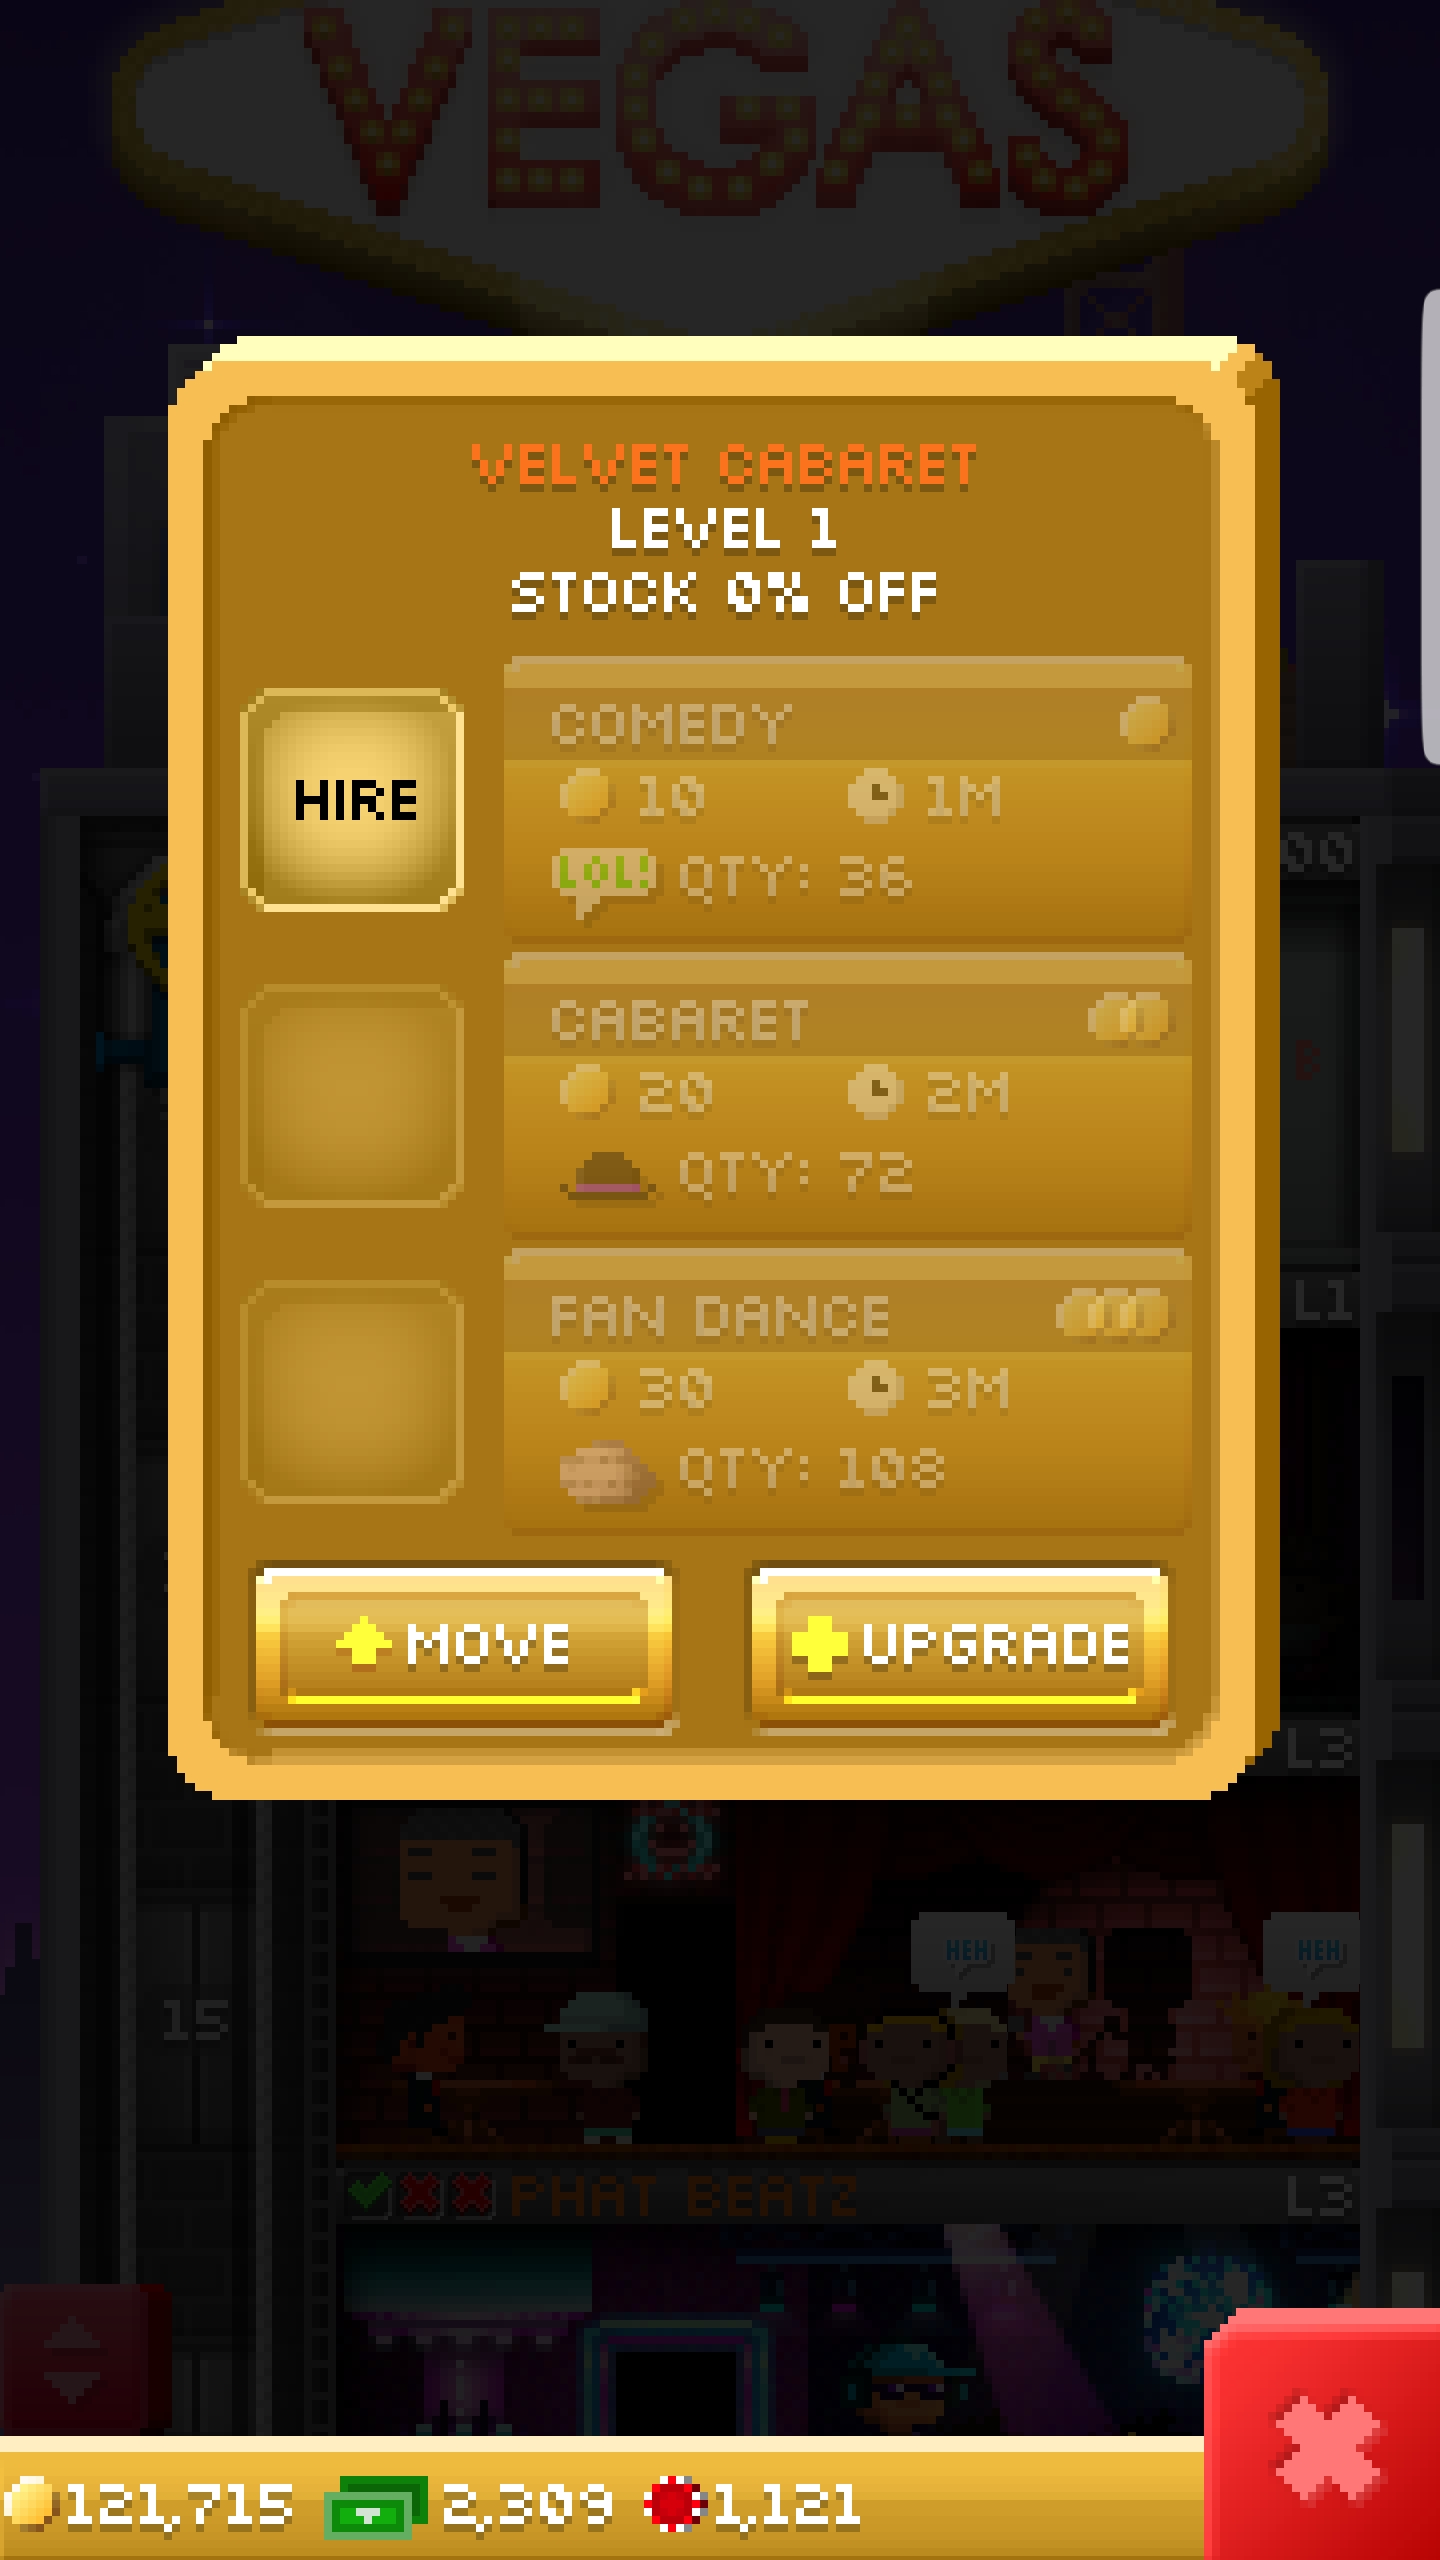 VEGAS
VELVET CABARET
LEVEL 1
STOCK 0% OFF
HIRE
COMEDY
10 1M
LOL! QTY: 36
CABARET
20 2M
QTY: 72
FAN DANCE
30 3M
QTY: 108
MOVE UPGRADE
00
B
L1
L3
HEH HEH
15
PHAT BEATZ L3
121,715 2,309 1,121